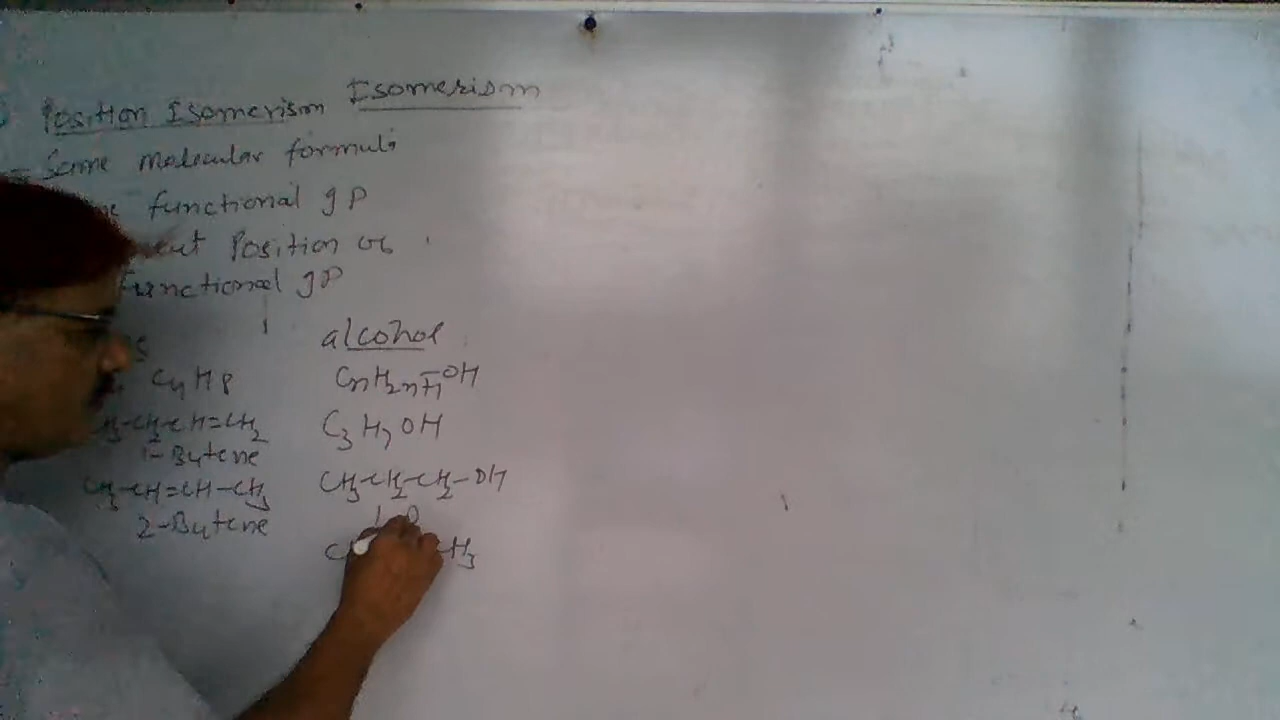 Isomerism
Position Isomerism
Same molecular formula
functional gp
Position of
Functional gp
alcohol
C4H8
CnH2n+1-OH
CH3-CH2-CH=CH2
C3H7OH
1-Butene
CH3-CH=CH-CH3
CH3-CH2-CH2-OH
2-Butene